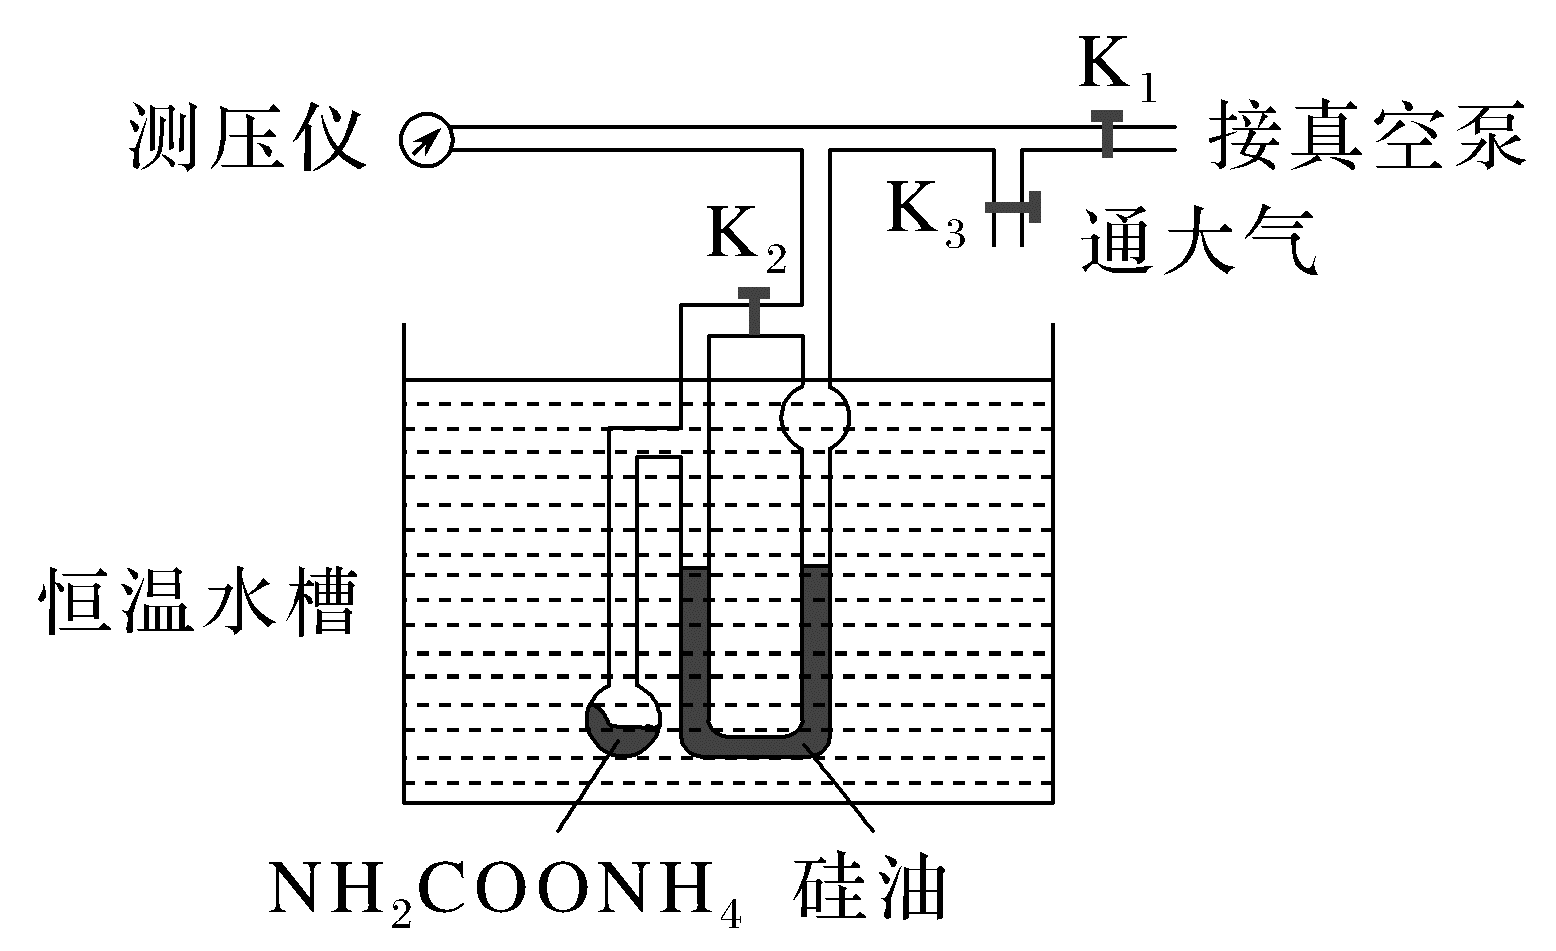 K₁
测压仪
接真空泵
K₃
通大气
K₂
恒温水槽
NH₂COONH₄
硅油